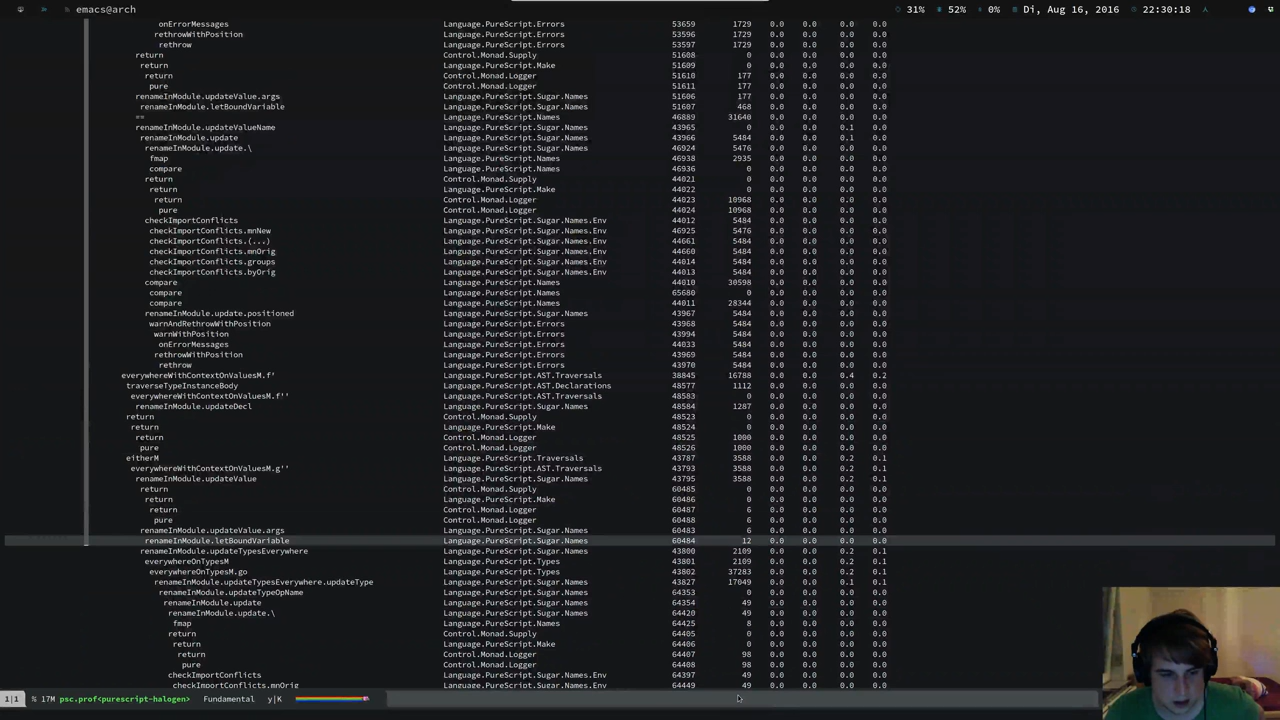 emacs@arch 31% 52% 0% Di, Aug 16, 2016 22:30:18
onErrorMessages Language.PureScript.Errors 53659 1729 0.0 0.0 0.0 0.0
rethrowWithPosition Language.PureScript.Errors 53596 1729 0.0 0.0 0.0 0.0
rethrow Language.PureScript.Errors 53597 1729 0.0 0.0 0.0 0.0
return Control.Monad.Supply 51608 0 0.0 0.0 0.0 0.0
return Language.PureScript.Make 51609 0 0.0 0.0 0.0 0.0
return Control.Monad.Logger 51610 177 0.0 0.0 0.0 0.0
pure Control.Monad.Logger 51611 177 0.0 0.0 0.0 0.0
renameInModule.updateValue.args Language.PureScript.Sugar.Names 51606 177 0.0 0.0 0.0 0.0
renameInModule.letBoundVariable Language.PureScript.Sugar.Names 51607 468 0.0 0.0 0.0 0.0
== Language.PureScript.Names 46889 31640 0.0 0.0 0.0 0.0
renameInModule.updateValueName Language.PureScript.Sugar.Names 43965 0 0.0 0.0 0.1 0.0
renameInModule.update Language.PureScript.Sugar.Names 43966 5484 0.0 0.0 0.1 0.0
renameInModule.update.\ Language.PureScript.Sugar.Names 46924 5476 0.0 0.0 0.0 0.0
fmap Language.PureScript.Names 46938 2935 0.0 0.0 0.0 0.0
compare Language.PureScript.Names 46936 0 0.0 0.0 0.0 0.0
return Control.Monad.Supply 44021 0 0.0 0.0 0.0 0.0
return Language.PureScript.Make 44022 0 0.0 0.0 0.0 0.0
return Control.Monad.Logger 44023 10968 0.0 0.0 0.0 0.0
pure Control.Monad.Logger 44024 10968 0.0 0.0 0.0 0.0
checkImportConflicts Language.PureScript.Sugar.Names.Env 44012 5484 0.0 0.0 0.0 0.0
checkImportConflicts.mnNew Language.PureScript.Sugar.Names.Env 46925 5476 0.0 0.0 0.0 0.0
checkImportConflicts.(...) Language.PureScript.Sugar.Names.Env 44661 5484 0.0 0.0 0.0 0.0
checkImportConflicts.mnOrig Language.PureScript.Sugar.Names.Env 44660 5484 0.0 0.0 0.0 0.0
checkImportConflicts.groups Language.PureScript.Sugar.Names.Env 44014 5484 0.0 0.0 0.0 0.0
checkImportConflicts.byOrig Language.PureScript.Sugar.Names.Env 44013 5484 0.0 0.0 0.0 0.0
compare Language.PureScript.Names 44010 30598 0.0 0.0 0.0 0.0
compare Language.PureScript.Names 65680 0 0.0 0.0 0.0 0.0
compare Language.PureScript.Names 44011 28344 0.0 0.0 0.0 0.0
renameInModule.update.positioned Language.PureScript.Sugar.Names 43967 5484 0.0 0.0 0.0 0.0
warnAndRethrowWithPosition Language.PureScript.Errors 43968 5484 0.0 0.0 0.0 0.0
warnWithPosition Language.PureScript.Errors 43994 5484 0.0 0.0 0.0 0.0
onErrorMessages Language.PureScript.Errors 44033 5484 0.0 0.0 0.0 0.0
rethrowWithPosition Language.PureScript.Errors 43969 5484 0.0 0.0 0.0 0.0
rethrow Language.PureScript.Errors 43970 5484 0.0 0.0 0.0 0.0
everywhereWithContextOnValuesM.f' Language.PureScript.AST.Traversals 38845 16788 0.0 0.0 0.4 0.2
traverseTypeInstanceBody Language.PureScript.AST.Declarations 48577 1112 0.0 0.0 0.0 0.0
everywhereWithContextOnValuesM.f'' Language.PureScript.AST.Traversals 48583 0 0.0 0.0 0.0 0.0
renameInModule.updateDecl Language.PureScript.Sugar.Names 48584 1287 0.0 0.0 0.0 0.0
return Control.Monad.Supply 48523 0 0.0 0.0 0.0 0.0
return Language.PureScript.Make 48524 0 0.0 0.0 0.0 0.0
return Control.Monad.Logger 48525 1000 0.0 0.0 0.0 0.0
pure Control.Monad.Logger 48526 1000 0.0 0.0 0.0 0.0
eitherM Language.PureScript.Traversals 43787 3588 0.0 0.0 0.2 0.1
everywhereWithContextOnValuesM.g'' Language.PureScript.AST.Traversals 43793 3588 0.0 0.0 0.2 0.1
renameInModule.updateValue Language.PureScript.Sugar.Names 43795 3588 0.0 0.0 0.2 0.1
return Control.Monad.Supply 60485 0 0.0 0.0 0.0 0.0
return Language.PureScript.Make 60486 0 0.0 0.0 0.0 0.0
return Control.Monad.Logger 60487 6 0.0 0.0 0.0 0.0
pure Control.Monad.Logger 60488 6 0.0 0.0 0.0 0.0
renameInModule.updateValue.args Language.PureScript.Sugar.Names 60483 6 0.0 0.0 0.0 0.0
renameInModule.letBoundVariable Language.PureScript.Sugar.Names 60484 12 0.0 0.0 0.0 0.0
renameInModule.updateTypesEverywhere Language.PureScript.Sugar.Names 43800 2109 0.0 0.0 0.2 0.1
everywhereOnTypesM Language.PureScript.Types 43801 2109 0.0 0.0 0.2 0.1
everywhereOnTypesM.go Language.PureScript.Types 43802 37283 0.0 0.0 0.2 0.1
renameInModule.updateTypesEverywhere.updateType Language.PureScript.Sugar.Names 43827 17049 0.0 0.0 0.1 0.1
renameInModule.updateTypeOpName Language.PureScript.Sugar.Names 64353 0 0.0 0.0 0.0 0.0
renameInModule.update Language.PureScript.Sugar.Names 64354 49 0.0 0.0 0.0 0.0
renameInModule.update.\ Language.PureScript.Sugar.Names 64420 49 0.0 0.0 0.0 0.0
fmap Language.PureScript.Names 64425 8 0.0 0.0 0.0 0.0
return Control.Monad.Supply 64405 0 0.0 0.0 0.0 0.0
return Language.PureScript.Make 64406 0 0.0 0.0 0.0 0.0
return Control.Monad.Logger 64407 98 0.0 0.0 0.0 0.0
pure Control.Monad.Logger 64408 98 0.0 0.0 0.0 0.0
checkImportConflicts Language.PureScript.Sugar.Names.Env 64397 49 0.0 0.0 0.0 0.0
checkImportConflicts.mnOrig Language.PureScript.Sugar.Names.Env 64449 49 0.0 0.0 0.0 0.0
1|1 % 17M psc.prof<purescript-halogen> Fundamental y|K